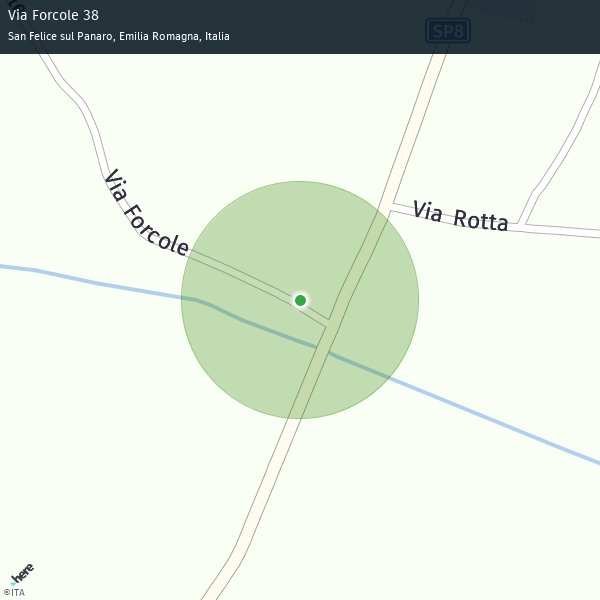 Via Forcole 38
San Felice sul Panaro, Emilia Romagna, Italia
SP8
Via Rotta
Via Forcole
here
©ITA